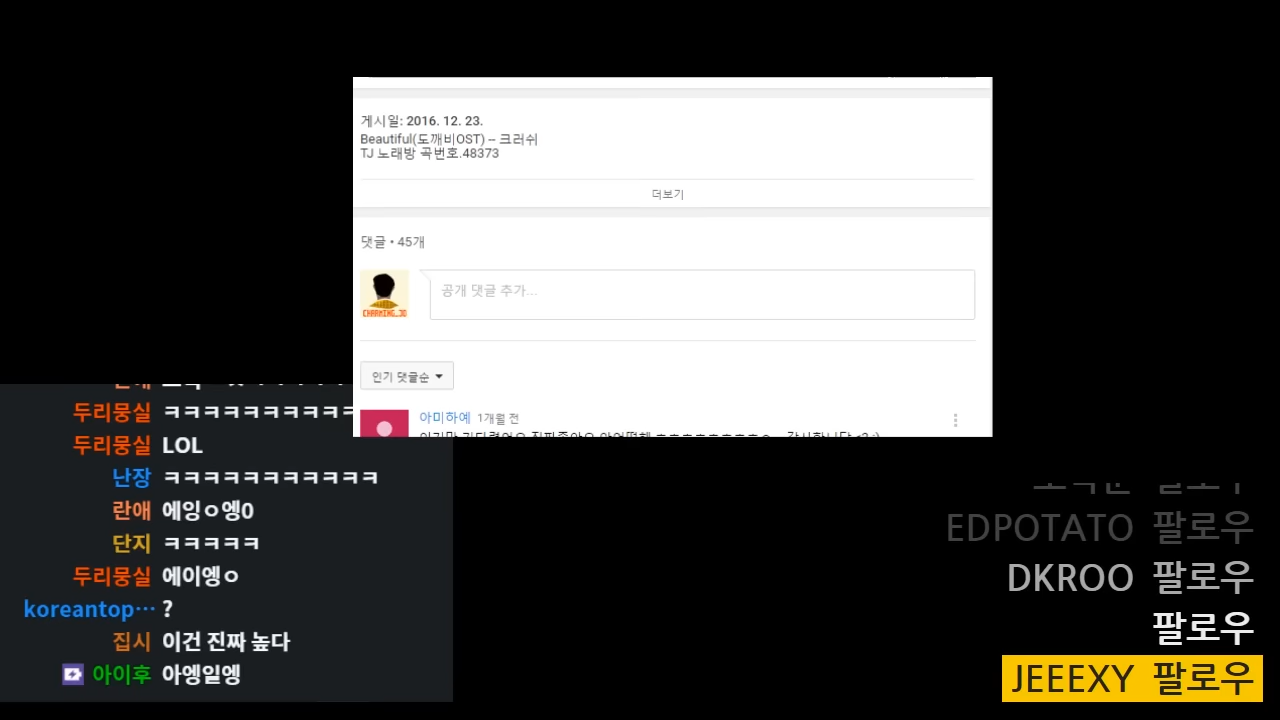 게시일: 2016. 12. 23.
Beautiful(도깨비OST) – 크러쉬
TJ 노래방 곡번호.48373
더보기
댓글 • 45개
공개 댓글 추가...
CHARMING_JO
인기 댓글순
아미하예 1개월 전
두리뭉실 ㅋㅋㅋㅋㅋㅋㅋㅋㅋㅋ
두리뭉실 LOL
난장 ㅋㅋㅋㅋㅋㅋㅋㅋㅋㅋㅋ
란애 에잉ㅇ엥0
단지 ㅋㅋㅋㅋㅋ
두리뭉실 에이엥ㅇ
koreantop··· ?
집시 이건 진짜 높다
아이후 아엥일엥
EDPOTATO 팔로우
DKROO 팔로우
팔로우
JEEEXY 팔로우